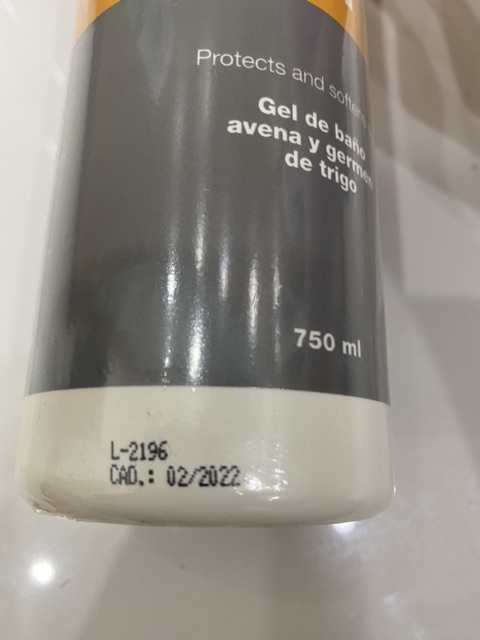 Protects and softens
Gel de baño
avena y germen
de trigo
750 ml
L-2196
CAD.: 02/2022